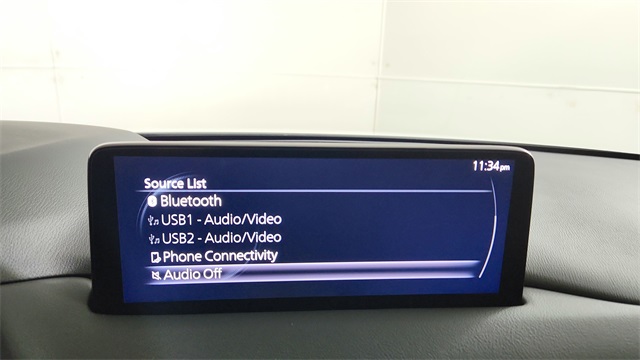 11:34pm
Source List
Bluetooth
USB1 - Audio/Video
USB2 - Audio/Video
Phone Connectivity
Audio Off